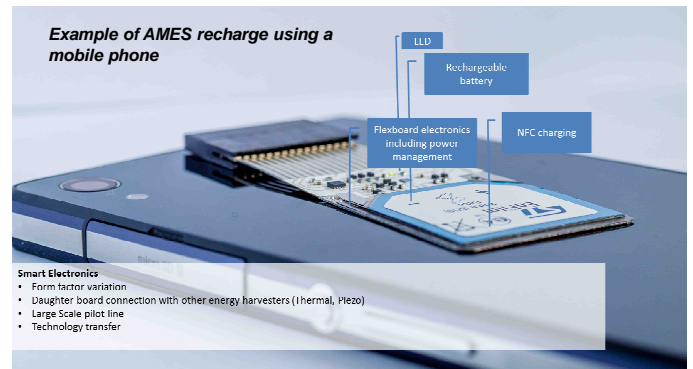 Example of AMES recharge using a
mobile phone
LED
Rechargeable
battery
Flexboard electronics
including power
management
NFC charging
Smart Electronics
• Form factor variation
• Daughter board connection with other energy harvesters (Thermal, Piezo)
• Large Scale pilot line
• Technology transfer